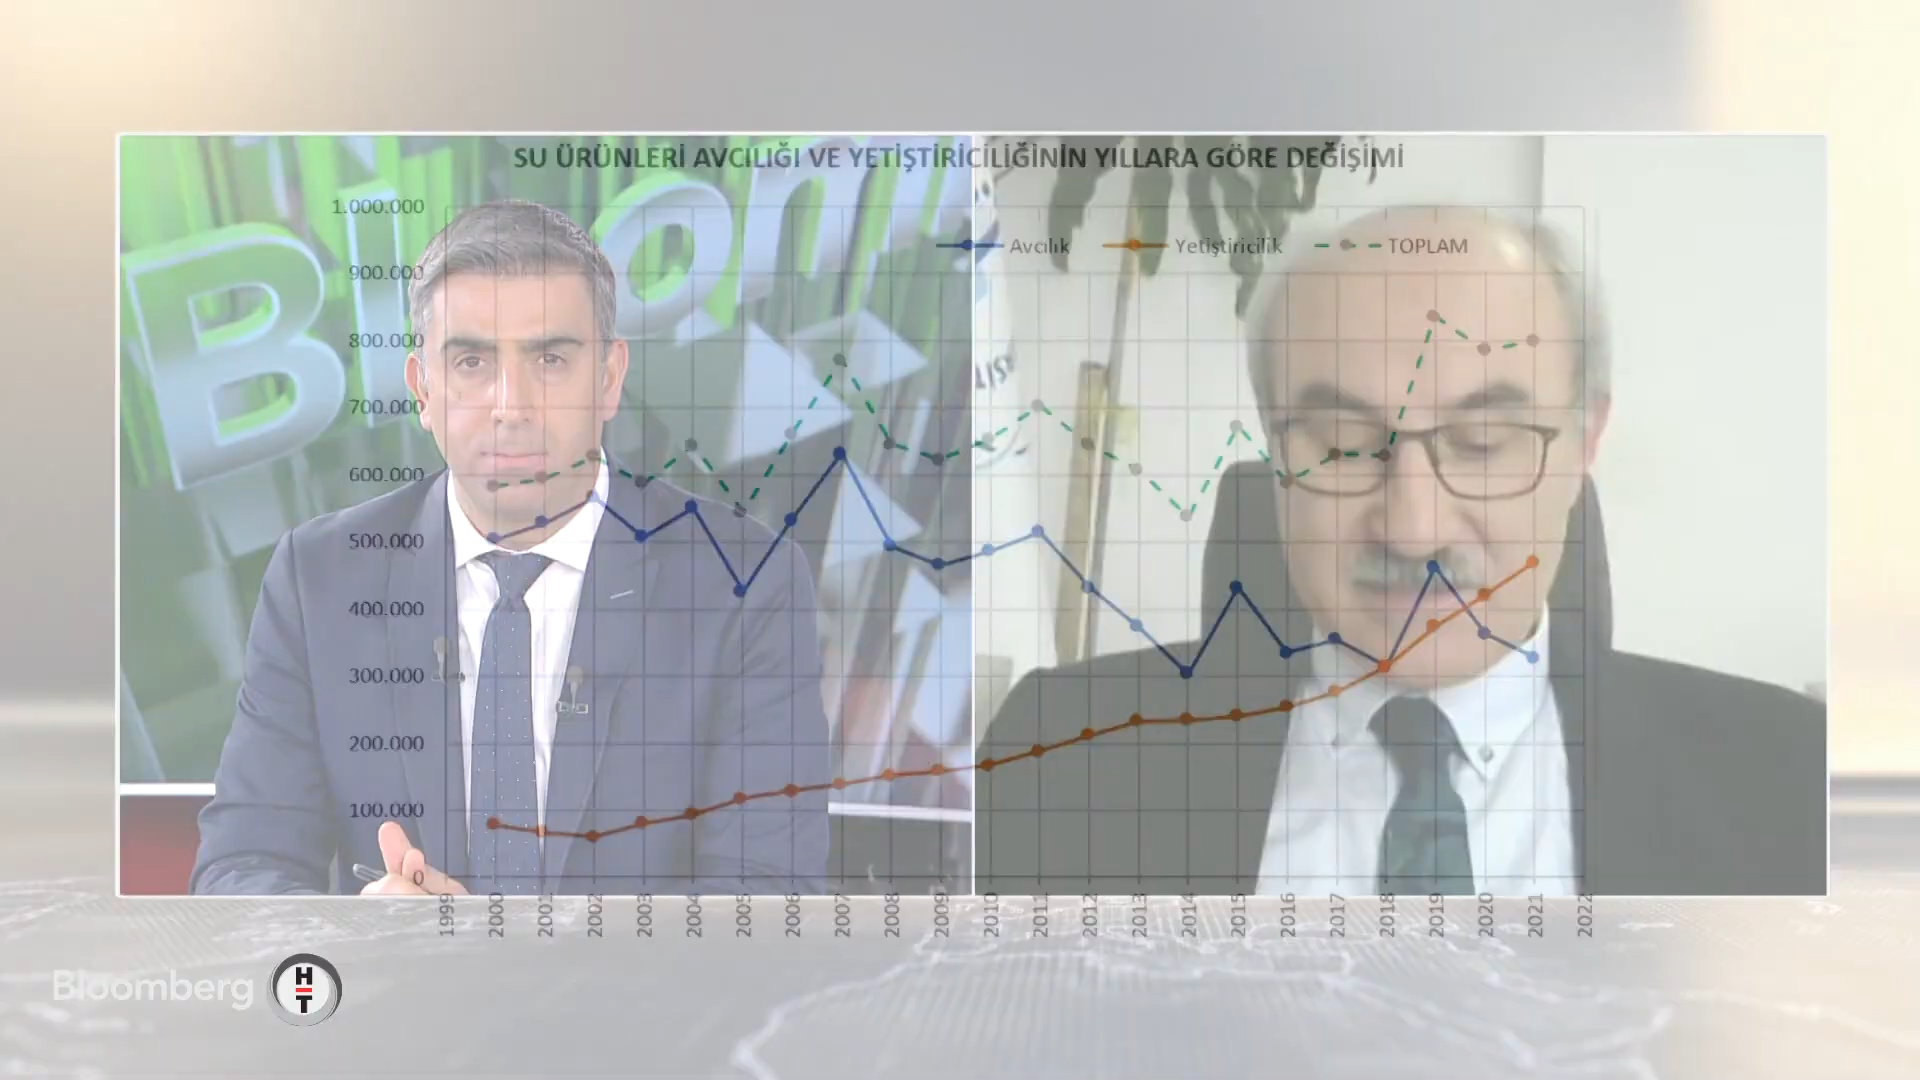 SU ÜRÜNLERİ AVCILIĞI VE YETİŞTİRİCİLİĞİNİN YILLARA GÖRE DEĞİŞİMİ
Avcılık Yetiştiricilik TOPLAM
1.000.000
900.000
800.000
700.000
600.000
500.000
400.000
300.000
200.000
100.000
0
1999 2000 2001 2002 2003 2004 2005 2006 2007 2008 2009 2010 2011 2012 2013 2014 2015 2016 2017 2018 2019 2020 2021 2022
Bloomberg HT